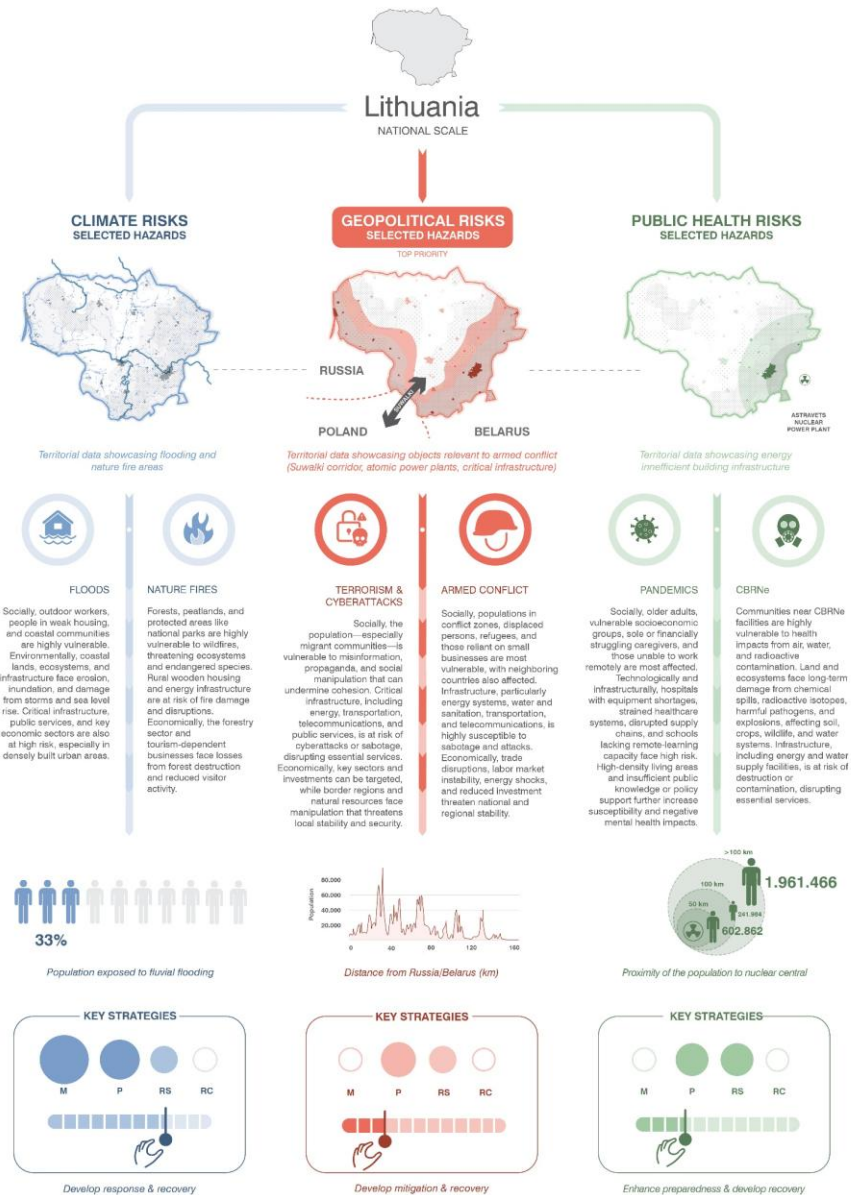 Lithuania
NATIONAL SCALE
CLIMATE RISKS
SELECTED HAZARDS
GEOPOLITICAL RISKS
SELECTED HAZARDS
TOP PRIORITY
PUBLIC HEALTH RISKS
SELECTED HAZARDS
RUSSIA
SUWALKI
POLAND
BELARUS
ASTRAVETS
NUCLEAR
POWER PLANT
Territorial data showcasing flooding and
nature fire areas
Territorial data showcasing objects relevant to armed conflict
(Suwalki corridor, atomic power plants, critical infrastructure)
Territorial data showcasing energy
innefficient building infrastructure
FLOODS
Socially, outdoor workers,
people in weak housing,
and coastal communities
are highly vulnerable.
Environmentally, coastal
lands, ecosystems, and
infrastructure face erosion,
inundation, and damage
from storms and sea level
rise. Critical infrastructure,
public services, and key
economic sectors are also
at high risk, especially in
densely built urban areas.
NATURE FIRES
Forests, peatlands, and
protected areas like
national parks are highly
vulnerable to wildfires,
threatening ecosystems
and endangered species.
Rural wooden housing
and energy infrastructure
are at risk of fire damage
and disruptions.
Economically, the forestry
sector and
tourism-dependent
businesses face losses
from forest destruction
and reduced visitor
activity.
TERRORISM &
CYBERATTACKS
Socially, the
population—especially
migrant communities—is
vulnerable to misinformation,
propaganda, and social
manipulation that can
undermine cohesion. Critical
infrastructure, including
energy, transportation,
telecommunications, and
public services, is at risk of
cyberattacks or sabotage,
disrupting essential services.
Economically, key sectors and
investments can be targeted,
while border regions and
natural resources face
manipulation that threatens
local stability and security.
ARMED CONFLICT
Socially, populations in
conflict zones, displaced
persons, refugees, and
those reliant on small
businesses are most
vulnerable, with neighboring
countries also affected.
Infrastructure, particularly
energy systems, water and
sanitation, transportation,
and telecommunications, is
highly susceptible to
sabotage and attacks.
Economically, trade
disruptions, labor market
instability, energy shocks,
and reduced investment
threaten national and
regional stability.
PANDEMICS
Socially, older adults,
vulnerable socioeconomic
groups, sole or financially
struggling caregivers, and
those unable to work
remotely are most affected.
Technologically and
infrastructurally, hospitals
with equipment shortages,
strained healthcare
systems, disrupted supply
chains, and schools
lacking remote-learning
capacity face high risk.
High-density living areas
and insufficient public
knowledge or policy
support further increase
susceptibility and negative
mental health impacts.
CBRNe
Communities near CBRNe
facilities are highly
vulnerable to health
impacts from air, water,
and radioactive
contamination. Land and
ecosystems face long-term
damage from chemical
spills, radioactive isotopes,
harmful pathogens, and
explosions, affecting soil,
crops, wildlife, and water
systems. Infrastructure,
including energy and water
supply facilities, is at risk of
destruction or
contamination, disrupting
essential services.
33%
Population exposed to fluvial flooding
Population
80.000
60.000
40.000
20.000
0 40 80 120 160
Distance from Russia/Belarus (km)
>100 km
100 km
50 km
1.961.466
241.984
602.862
Proximity of the population to nuclear central
KEY STRATEGIES
M P RS RC
Develop response & recovery
KEY STRATEGIES
M P RS RC
Develop mitigation & recovery
KEY STRATEGIES
M P RS RC
Enhance preparedness & develop recovery